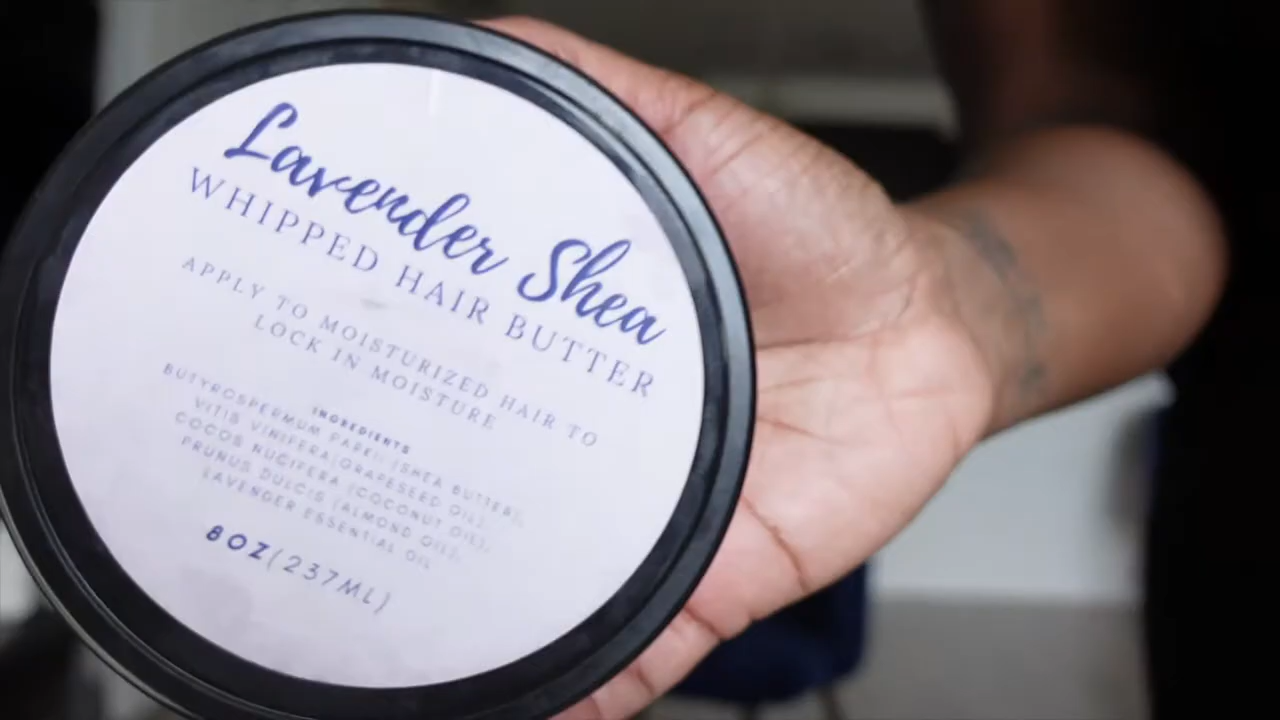 Lavender Shea
WHIPPED HAIR BUTTER
APPLY TO MOISTURIZED HAIR TO
LOCK IN MOISTURE
INGREDIENTS
BUTYROSPERMUM PARKII (SHEA BUTTER),
VITIS VINIFERA(GRAPESEED OIL),
COCOS NUCIFERA (COCONUT OIL),
PRUNUS DULCIS (ALMOND OIL),
LAVENDER ESSENTIAL OIL
8OZ(237ML)